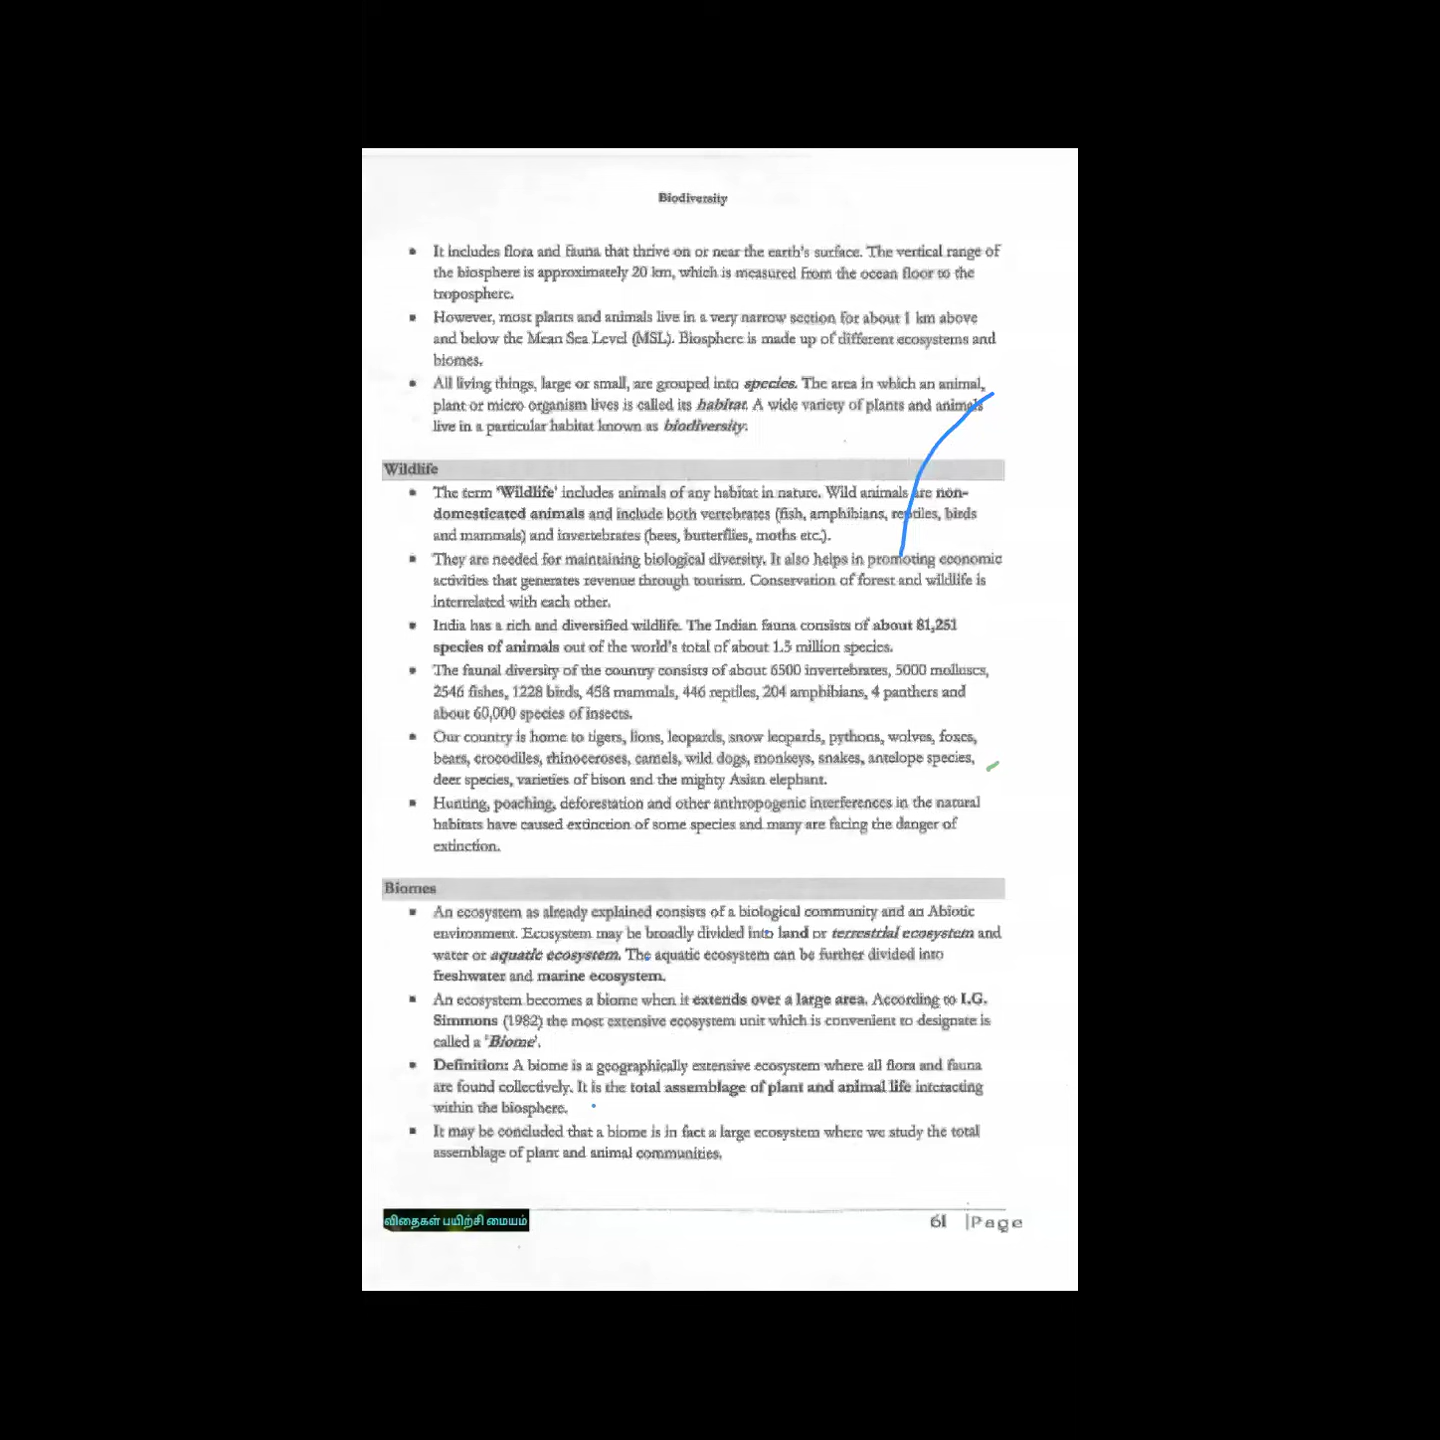 Biodiversity
▪ It includes flora and fauna that thrive on or near the earth's surface. The vertical range of
the biosphere is approximately 20 km, which is measured from the ocean floor to the
troposphere.
▪ However, most plants and animals live in a very narrow section for about 1 km above
and below the Mean Sea Level (MSL). Biosphere is made up of different ecosystems and
biomes.
▪ All living things, large or small, are grouped into species. The area in which an animal,
plant or micro organism lives is called its habitat. A wide variety of plants and animals
live in a particular habitat known as biodiversity.
Wildlife
▪ The term 'Wildlife' includes animals of any habitat in nature. Wild animals are non-
domesticated animals and include both vertebrates (fish, amphibians, reptiles, birds
and mammals) and invertebrates (bees, butterflies, moths etc.).
▪ They are needed for maintaining biological diversity. It also helps in promoting economic
activities that generates revenue through tourism. Conservation of forest and wildlife is
interrelated with each other.
▪ India has a rich and diversified wildlife. The Indian fauna consists of about 81,251
species of animals out of the world's total of about 1.5 million species.
▪ The faunal diversity of the country consists of about 6500 invertebrates, 5000 molluscs,
2546 fishes, 1228 birds, 458 mammals, 446 reptiles, 204 amphibians, 4 panthers and
about 60,000 species of insects.
▪ Our country is home to tigers, lions, leopards, snow leopards, pythons, wolves, foxes,
bears, crocodiles, rhinoceroses, camels, wild dogs, monkeys, snakes, antelope species,
deer species, varieties of bison and the mighty Asian elephant.
▪ Hunting, poaching, deforestation and other anthropogenic interferences in the natural
habitats have caused extinction of some species and many are facing the danger of
extinction.
Biomes
▪ An ecosystem as already explained consists of a biological community and an Abiotic
environment. Ecosystem may be broadly divided into land or terrestrial ecosystem and
water or aquatic ecosystem. The aquatic ecosystem can be further divided into
freshwater and marine ecosystem.
▪ An ecosystem becomes a biome when it extends over a large area. According to I.G.
Simmons (1982) the most extensive ecosystem unit which is convenient to designate is
called a 'Biome'.
▪ Definition: A biome is a geographically extensive ecosystem where all flora and fauna
are found collectively. It is the total assemblage of plant and animal life interacting
within the biosphere.
▪ It may be concluded that a biome is in fact a large ecosystem where we study the total
assemblage of plant and animal communities.
விதைகள் பயிற்சி மையம் 61 |Page